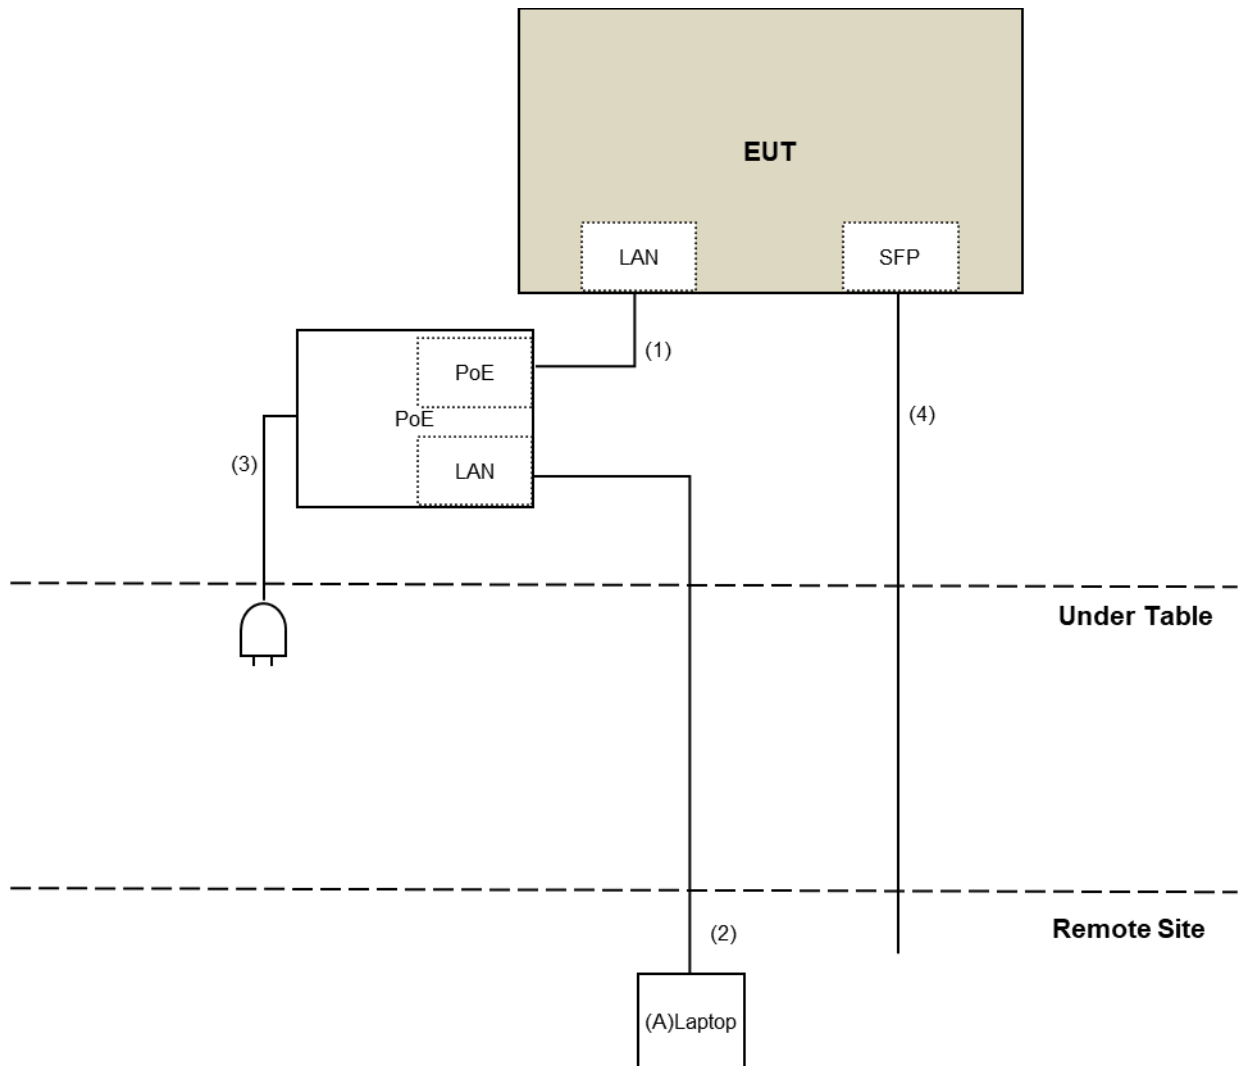 EUT
LAN
SFP
(1)
PoE
PoE
LAN
(3)
(4)
Under Table
Remote Site
(2)
(A)Laptop